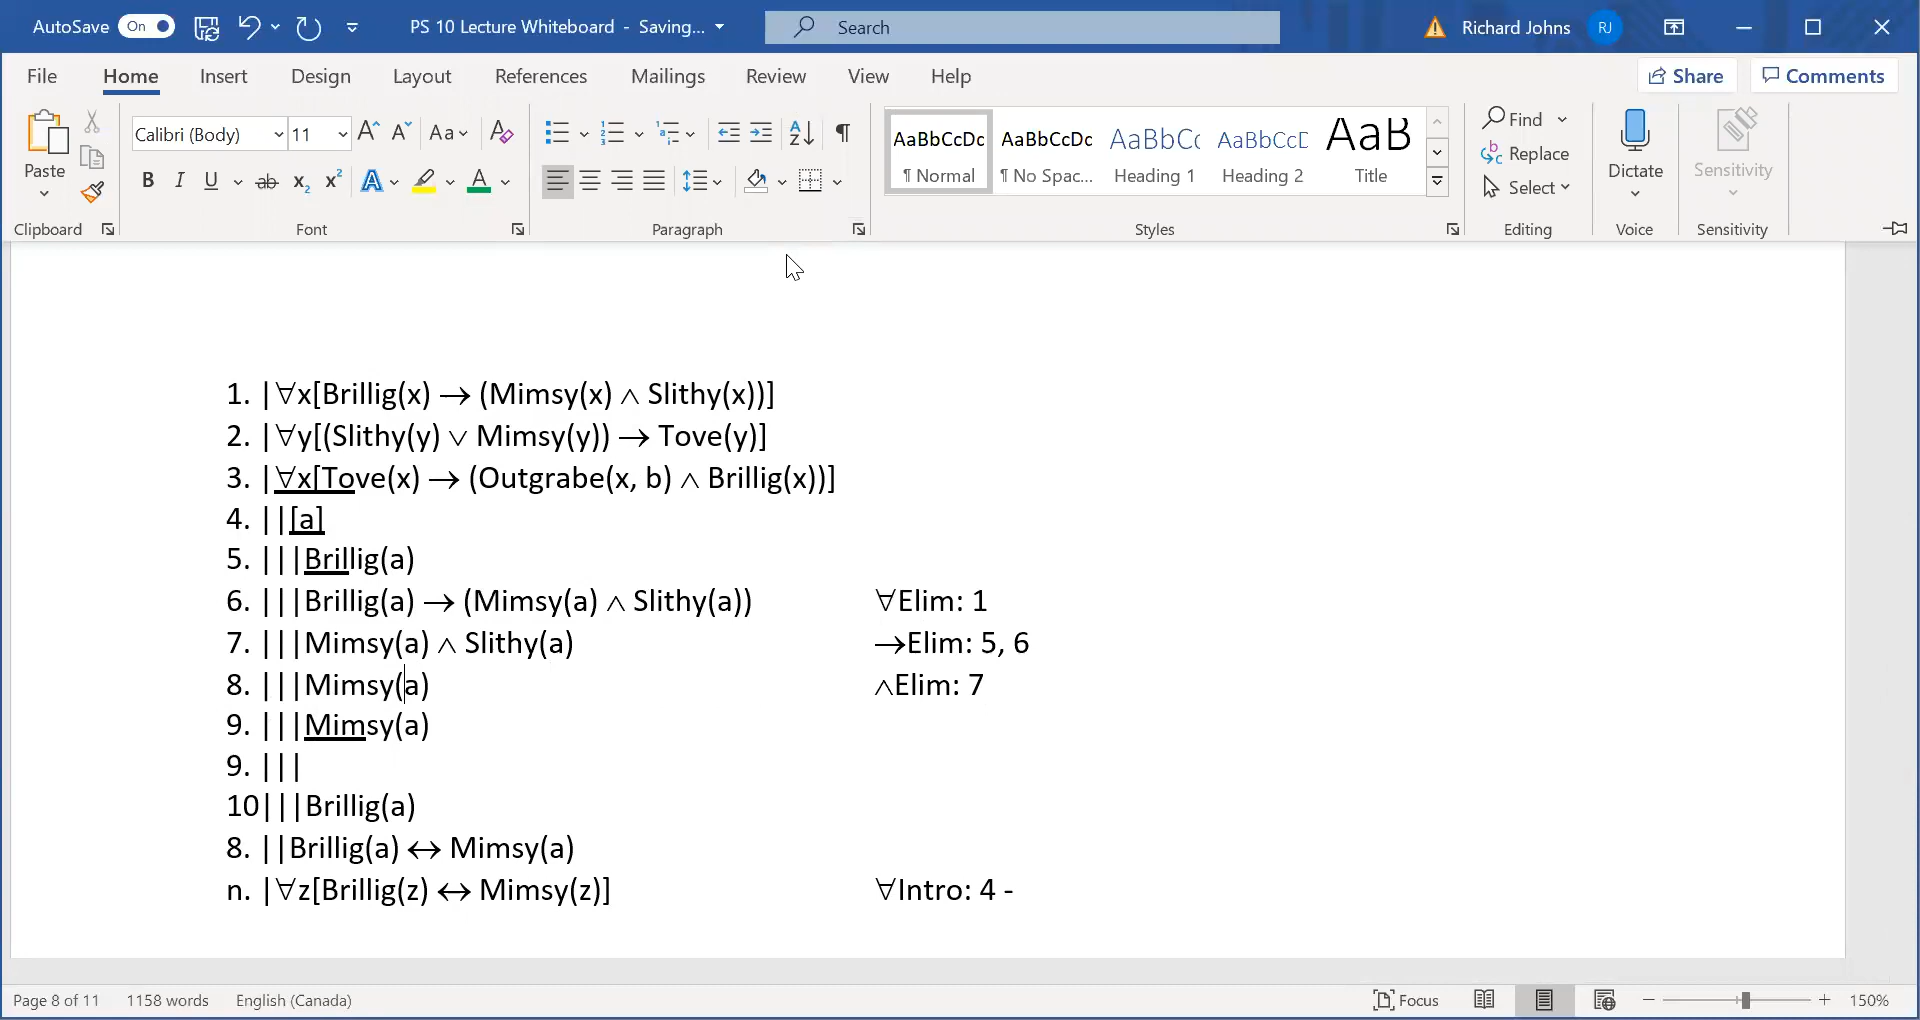 AutoSave On PS 10 Lecture Whiteboard - Saving... Search Richard Johns RJ
File Home Insert Design Layout References Mailings Review View Help Share Comments
Paste
Calibri (Body) 11 Aa
B I U ab x₂ x² A A
AaBbCcDc AaBbCcDc AaBbCc AaBbCcD AaB
¶ Normal ¶ No Spac... Heading 1 Heading 2 Title
Find
Replace
Select
Dictate
Sensitivity
Clipboard Font Paragraph Styles Editing Voice Sensitivity
1. |∀x[Brillig(x) → (Mimsy(x) ∧ Slithy(x))]
2. |∀y[(Slithy(y) ∨ Mimsy(y)) → Tove(y)]
3. |∀x[Tove(x) → (Outgrabe(x, b) ∧ Brillig(x))]
4. ||[a]
5. |||Brillig(a)
6. |||Brillig(a) → (Mimsy(a) ∧ Slithy(a)) ∀Elim: 1
7. |||Mimsy(a) ∧ Slithy(a) →Elim: 5, 6
8. |||Mimsy(a) ∧Elim: 7
9. |||Mimsy(a)
9. |||
10|||Brillig(a)
8. ||Brillig(a) ↔ Mimsy(a)
n. |∀z[Brillig(z) ↔ Mimsy(z)] ∀Intro: 4 -
Page 8 of 11 1158 words English (Canada) Focus 150%